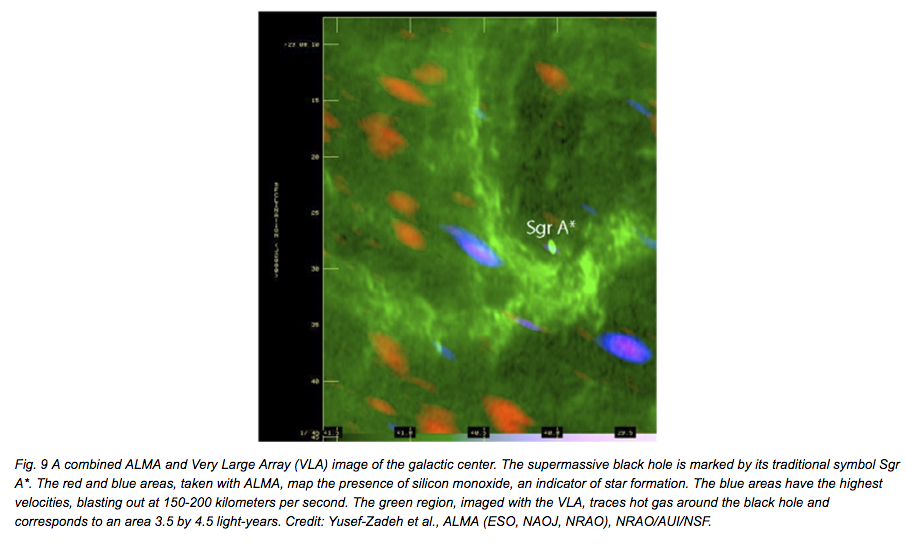 -29 00 10
15
20
25
Sgr A*
30
35
40
45
41.0
40.5
40.0
39.5
Fig. 9 A combined ALMA and Very Large Array (VLA) image of the galactic center. The supermassive black hole is marked by its traditional symbol Sgr
A*. The red and blue areas, taken with ALMA, map the presence of silicon monoxide, an indicator of star formation. The blue areas have the highest
velocities, blasting out at 150-200 kilometers per second. The green region, imaged with the VLA, traces hot gas around the black hole and
corresponds to an area 3.5 by 4.5 light-years. Credit: Yusef-Zadeh et al., ALMA (ESO, NAOJ, NRAO), NRAO/AUI/NSF.